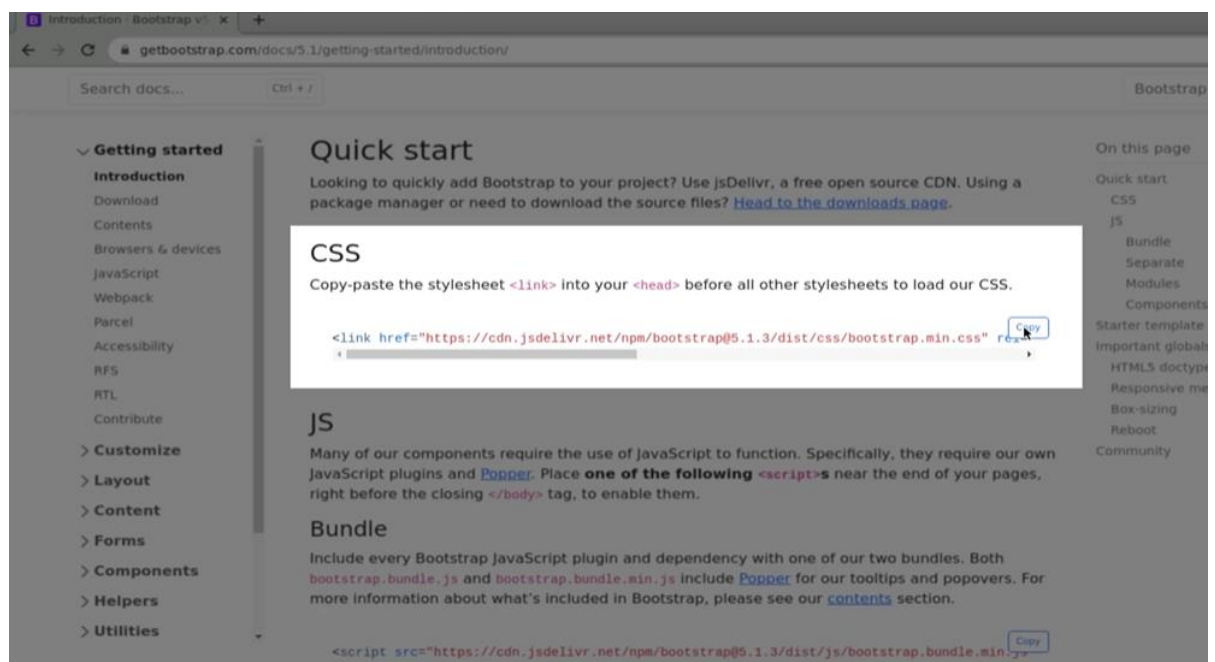 Introduction · Bootstrap v5
getbootstrap.com/docs/5.1/getting-started/introduction/
Search docs...
Ctrl + /
Bootstrap
Getting started
Introduction
Download
Contents
Browsers & devices
JavaScript
Webpack
Parcel
Accessibility
RFS
RTL
Contribute
Customize
Layout
Content
Forms
Components
Helpers
Utilities
Quick start
Looking to quickly add Bootstrap to your project? Use jsDelivr, a free open source CDN. Using a
package manager or need to download the source files? Head to the downloads page.
CSS
Copy-paste the stylesheet <link> into your <head> before all other stylesheets to load our CSS.
Copy
<link href="https://cdn.jsdelivr.net/npm/bootstrap@5.1.3/dist/css/bootstrap.min.css"
JS
Many of our components require the use of JavaScript to function. Specifically, they require our own
JavaScript plugins and Popper. Place one of the following <script>s near the end of your pages,
right before the closing </body> tag, to enable them.
Bundle
Include every Bootstrap JavaScript plugin and dependency with one of our two bundles. Both
bootstrap.bundle.js and bootstrap.bundle.min.js include Popper for our tooltips and popovers. For
more information about what's included in Bootstrap, please see our contents section.
Copy
<script src="https://cdn.jsdelivr.net/npm/bootstrap@5.1.3/dist/js/bootstrap.bundle.min.js"
On this page
Quick start
CSS
JS
Bundle
Separate
Modules
Components
Starter template
Important globals
HTML5 doctype
Responsive me
Box-sizing
Reboot
Community